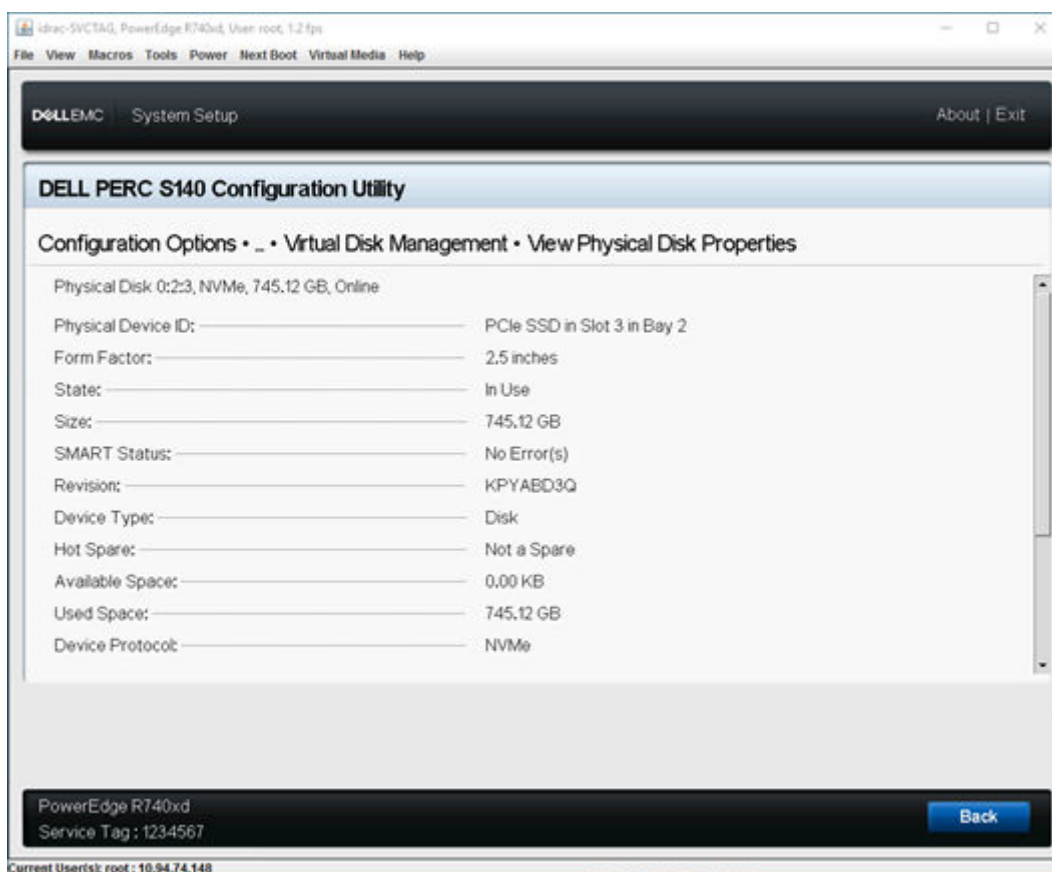 idrac-SVCTAG, PowerEdge R740xd, User: root, 1.2 fps
File View Macros Tools Power Next Boot Virtual Media Help
DELLEMC System Setup About | Exit
DELL PERC S140 Configuration Utility
Configuration Options • .. • Virtual Disk Management • View Physical Disk Properties
Physical Disk 0:2:3, NVMe, 745.12 GB, Online
Physical Device ID: PCIe SSD in Slot 3 in Bay 2
Form Factor: 2.5 inches
State: In Use
Size: 745.12 GB
SMART Status: No Error(s)
Revision: KPYABD3Q
Device Type: Disk
Hot Spare: Not a Spare
Available Space: 0.00 KB
Used Space: 745.12 GB
Device Protocol: NVMe
PowerEdge R740xd
Service Tag : 1234567
Back
Current User(s): root : 10.94.74.148